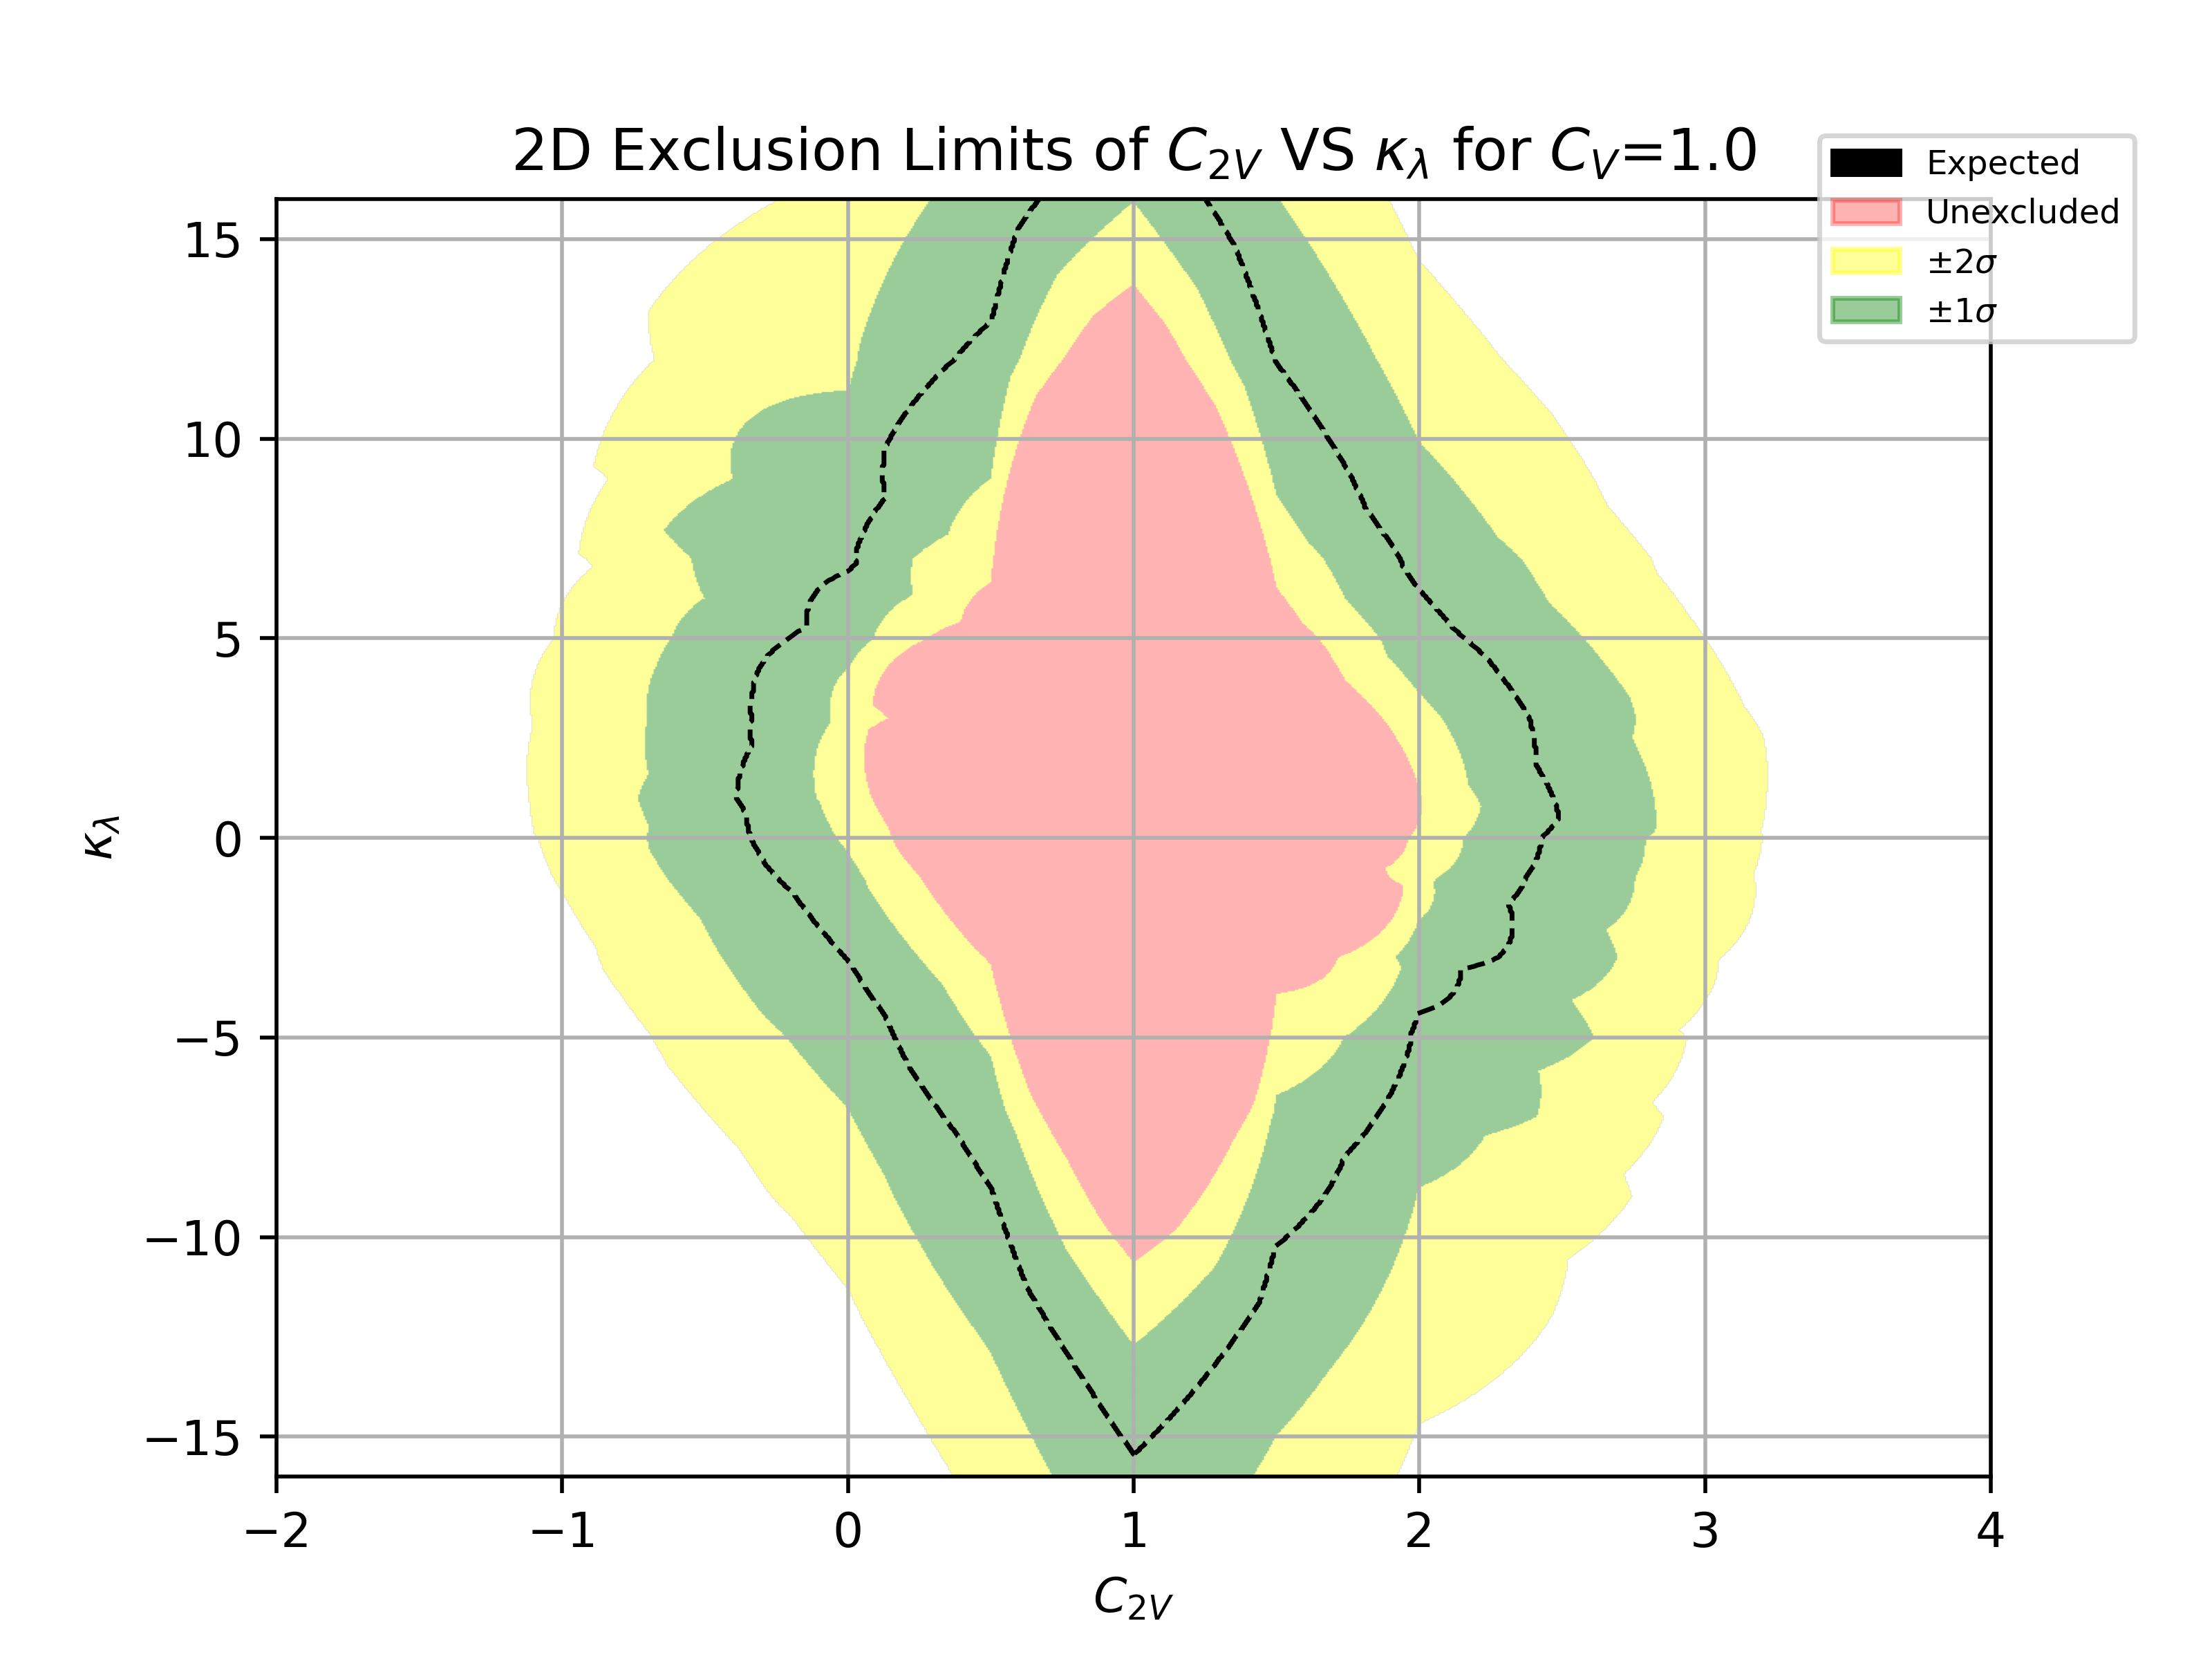 2D Exclusion Limits of C₂V VS κλ for CV=1.0
Expected
Unexcluded
±2σ
±1σ
15
10
5
0
−5
−10
−15
κλ
−2 −1 0 1 2 3 4
C₂V